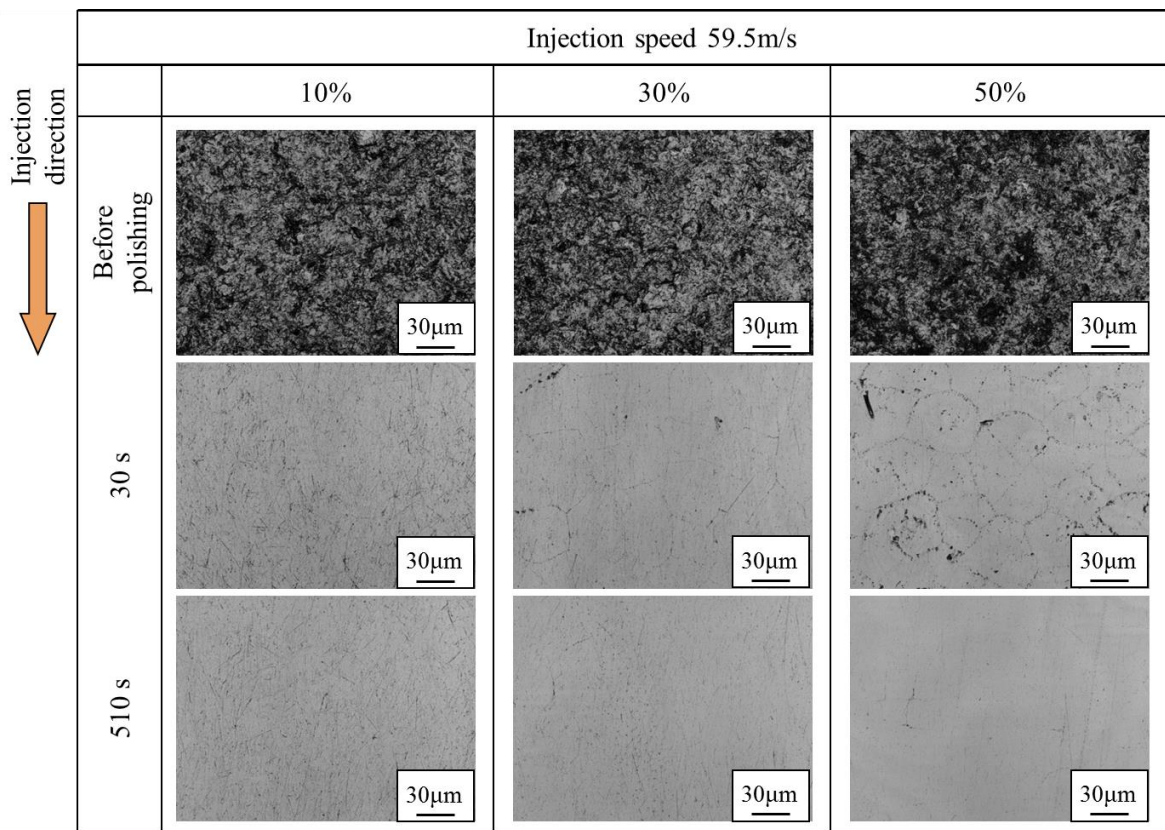 Injection speed 59.5m/s
10%
30%
50%
Injection
direction
Before
polishing
30μm
30μm
30μm
30 s
30μm
30μm
30μm
510 s
30μm
30μm
30μm